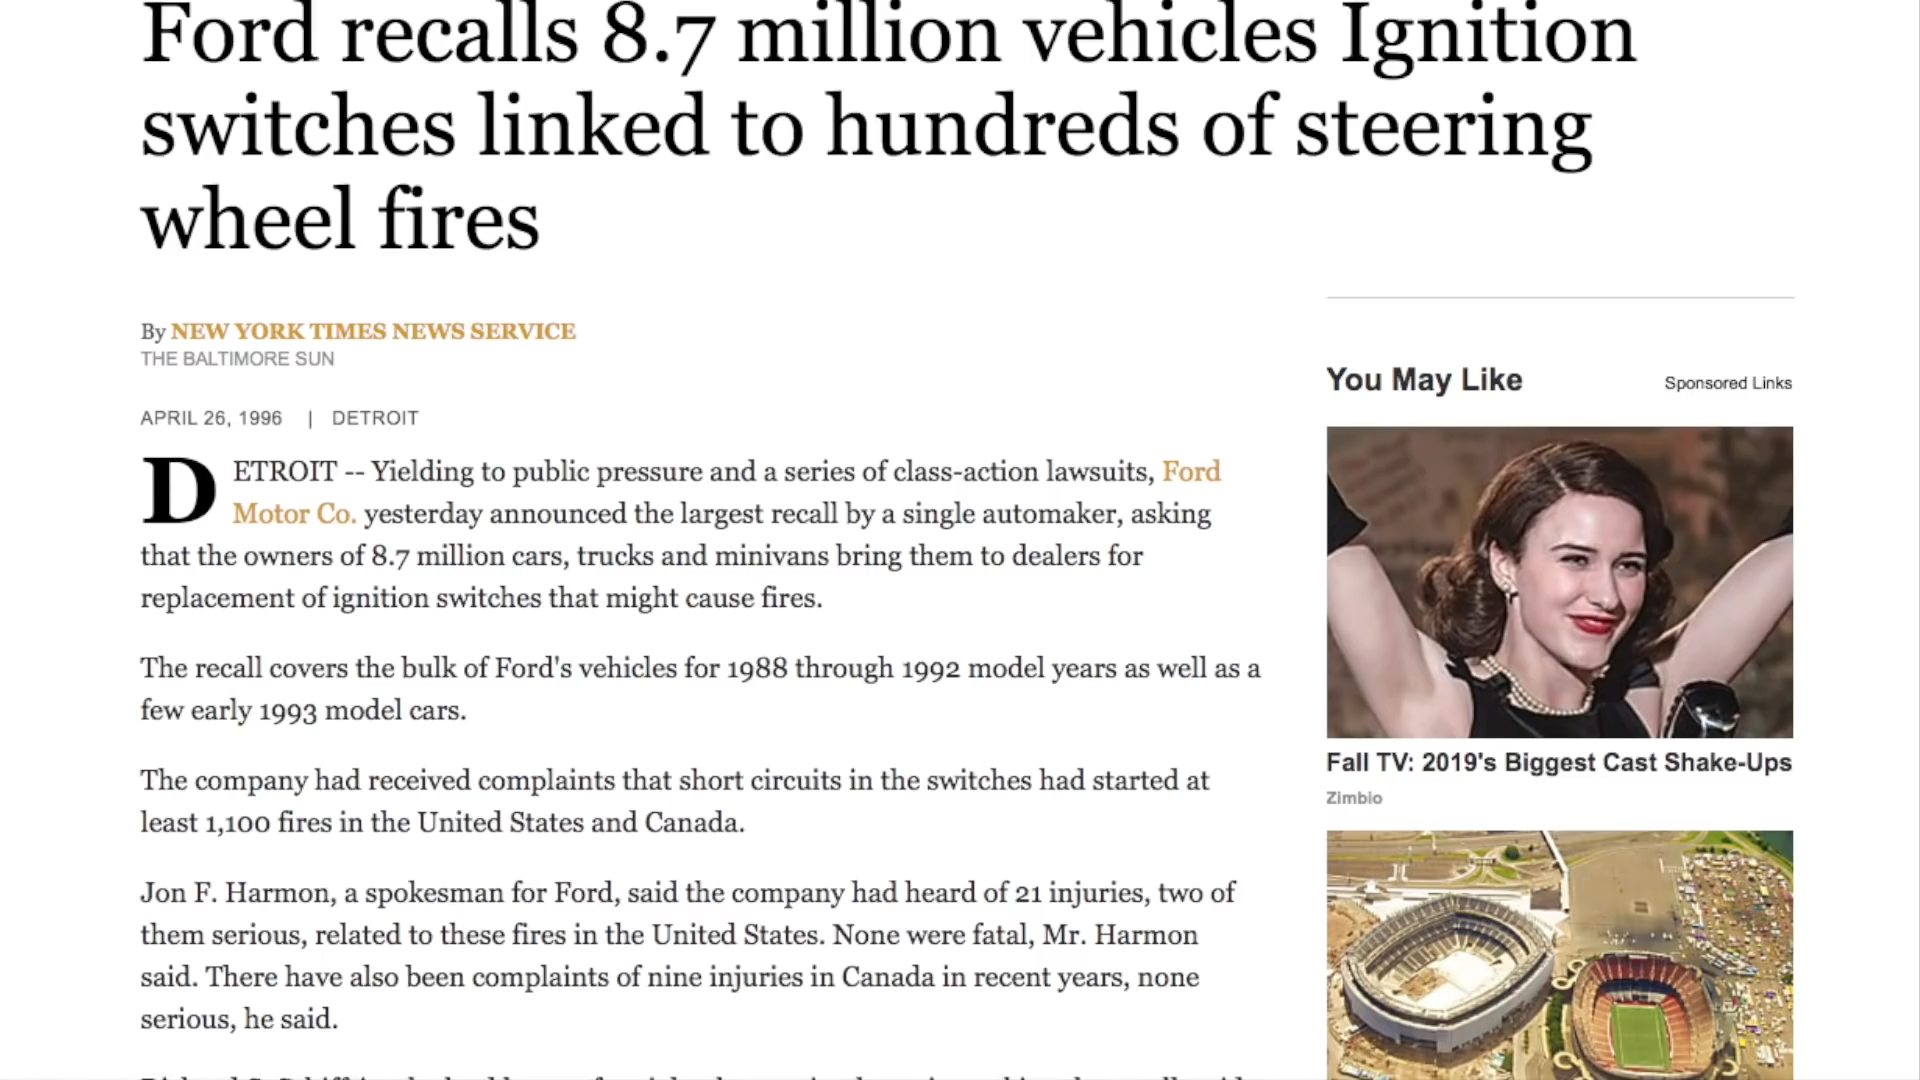 Ford recalls 8.7 million vehicles Ignition
switches linked to hundreds of steering
wheel fires
By NEW YORK TIMES NEWS SERVICE
THE BALTIMORE SUN
APRIL 26, 1996 | DETROIT
DETROIT -- Yielding to public pressure and a series of class-action lawsuits, Ford
Motor Co. yesterday announced the largest recall by a single automaker, asking
that the owners of 8.7 million cars, trucks and minivans bring them to dealers for
replacement of ignition switches that might cause fires.
The recall covers the bulk of Ford's vehicles for 1988 through 1992 model years as well as a
few early 1993 model cars.
The company had received complaints that short circuits in the switches had started at
least 1,100 fires in the United States and Canada.
Jon F. Harmon, a spokesman for Ford, said the company had heard of 21 injuries, two of
them serious, related to these fires in the United States. None were fatal, Mr. Harmon
said. There have also been complaints of nine injuries in Canada in recent years, none
serious, he said.
You May Like
Sponsored Links
Fall TV: 2019's Biggest Cast Shake-Ups
Zimbio